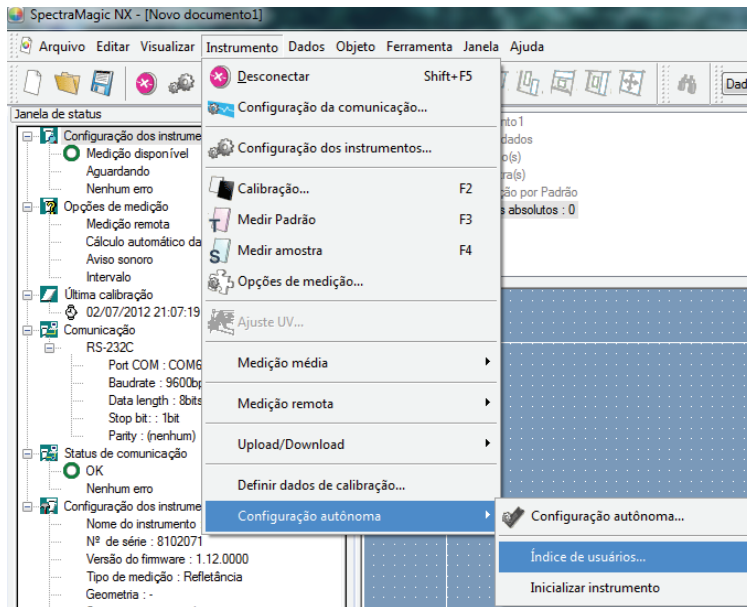 SpectraMagic NX - [Novo documento1]
Arquivo Editar Visualizar Instrumento Dados Objeto Ferramenta Janela Ajuda
Dad
Janela de status
Configuração dos instrume
Medição disponível
Aguardando
Nenhum erro
Opções de medição
Medição remota
Cálculo automático da
Aviso sonoro
Intervalo
Última calibração
02/07/2012 21:07:19
Comunicação
RS-232C
Port COM : COM6
Baudrate : 9600bp
Data length : 8bits
Stop bit: : 1bit
Parity : (nenhum)
Status de comunicação
OK
Nenhum erro
Configuração dos instrume
Nome do instrumento
Nº de série : 8102071
Versão do firmware : 1.12.0000
Tipo de medição : Refletância
Geometria : -
Desconectar Shift+F5
Configuração da comunicação...
Configuração dos instrumentos...
Calibração... F2
Medir Padrão F3
Medir amostra F4
Opções de medição...
Ajuste UV...
Medição média
Medição remota
Upload/Download
Definir dados de calibração...
Configuração autônoma
Configuração autônoma...
Índice de usuários...
Inicializar instrumento
nto1
dados
o(s)
ra(s)
ção por Padrão
s absolutos : 0